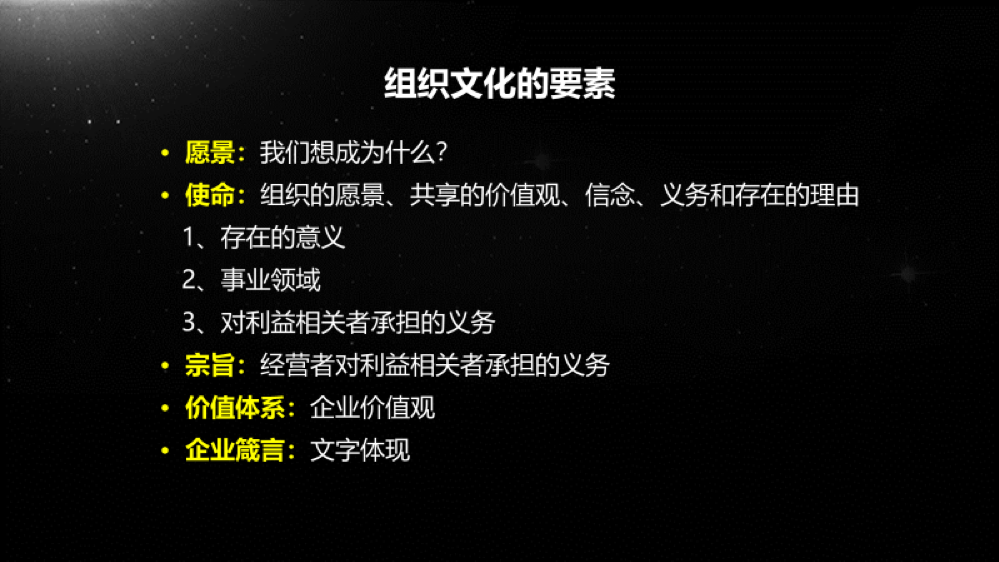 组织文化的要素
• 愿景：我们想成为什么?
• 使命：组织的愿景、共享的价值观、信念、义务和存在的理由
1、存在的意义
2、事业领域
3、对利益相关者承担的义务
• 宗旨：经营者对利益相关者承担的义务
• 价值体系：企业价值观
• 企业箴言：文字体现